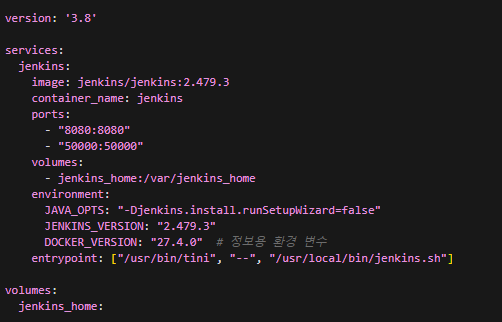 version: '3.8'

services:
  jenkins:
    image: jenkins/jenkins:2.479.3
    container_name: jenkins
    ports:
      - "8080:8080"
      - "50000:50000"
    volumes:
      - jenkins_home:/var/jenkins_home
    environment:
      JAVA_OPTS: "-Djenkins.install.runSetupWizard=false"
      JENKINS_VERSION: "2.479.3"
      DOCKER_VERSION: "27.4.0"  # 정보용 환경 변수
    entrypoint: ["/usr/bin/tini", "--", "/usr/local/bin/jenkins.sh"]

volumes:
  jenkins_home: